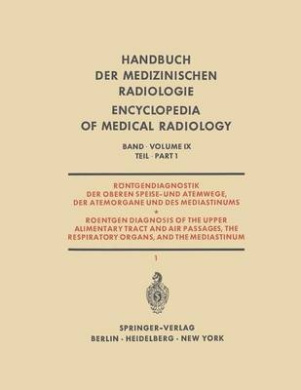 HANDBUCH
DER MEDIZINISCHEN
RADIOLOGIE
ENCYCLOPEDIA
OF MEDICAL RADIOLOGY
BAND · VOLUME IX
TEIL · PART 1
RÖNTGENDIAGNOSTIK
DER OBEREN SPEISE- UND ATEMWEGE,
DER ATEMORGANE UND DES MEDIASTINUMS
*
ROENTGEN DIAGNOSIS OF THE UPPER
ALIMENTARY TRACT AND AIR PASSAGES, THE
RESPIRATORY ORGANS, AND THE MEDIASTINUM
1
SPRINGER-VERLAG
BERLIN · HEIDELBERG · NEW YORK